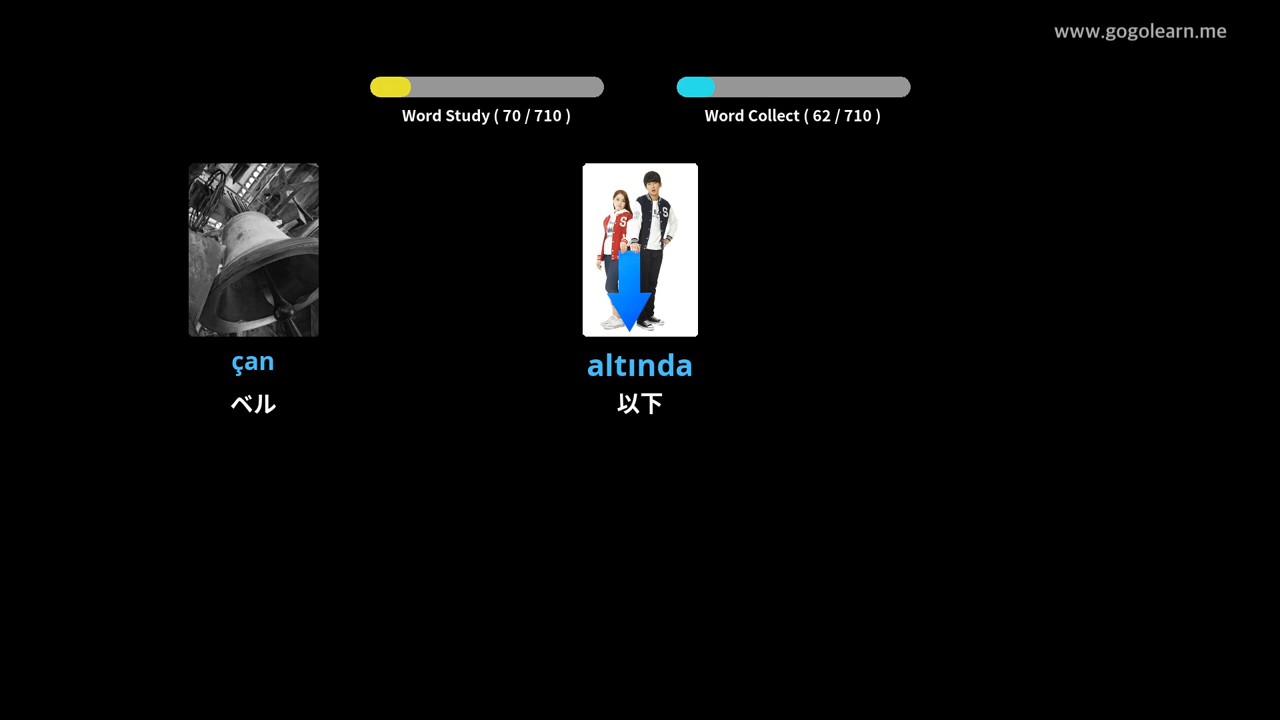 www.gogolearn.me
Word Study ( 70 / 710 )
Word Collect ( 62 / 710 )
çan
ベル
altında
以下